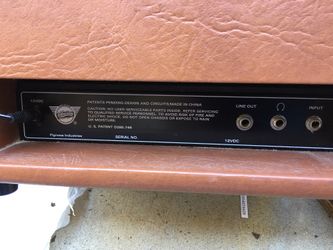 12VDC
PATENTS PENDING DESIGN AND CIRCUITS MADE IN CHINA
CAUTION: NO USER SERVICEABLE PARTS INSIDE. REFER SERVICING
TO QUALIFIED SERVICE PERSONNEL. TO AVOID RISK OF FIRE AND
ELECTRIC SHOCK, DO NOT OPEN CHASSIS OR EXPOSE TO RAIN
OR MOISTURE.
U. S. PATENT D386,
Pignose Industries
SERIAL NO.
12VDC
LINE OUT
INPUT